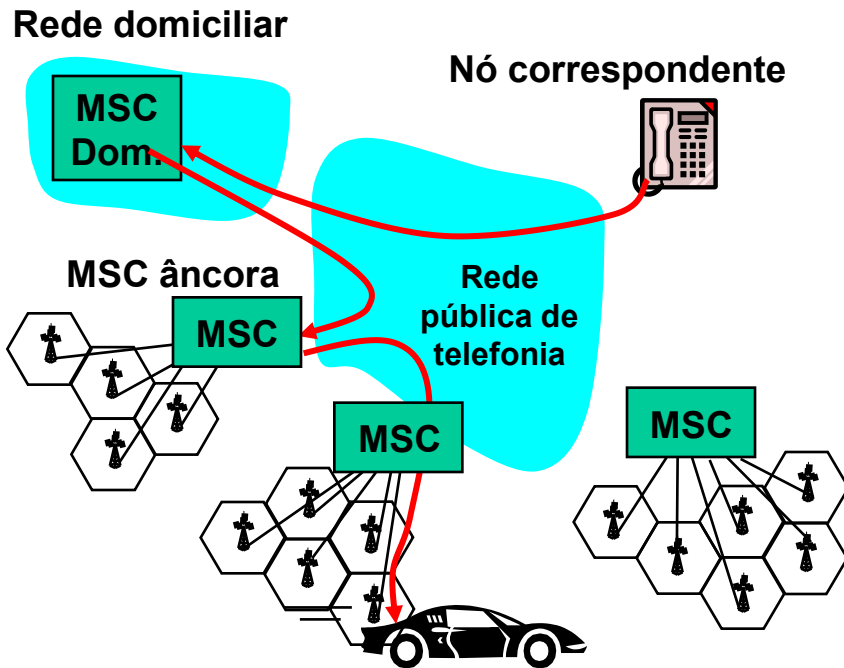 Rede domiciliar
Nó correspondente
MSC
Dom.
MSC âncora
Rede
pública de
telefonia
MSC
MSC
MSC